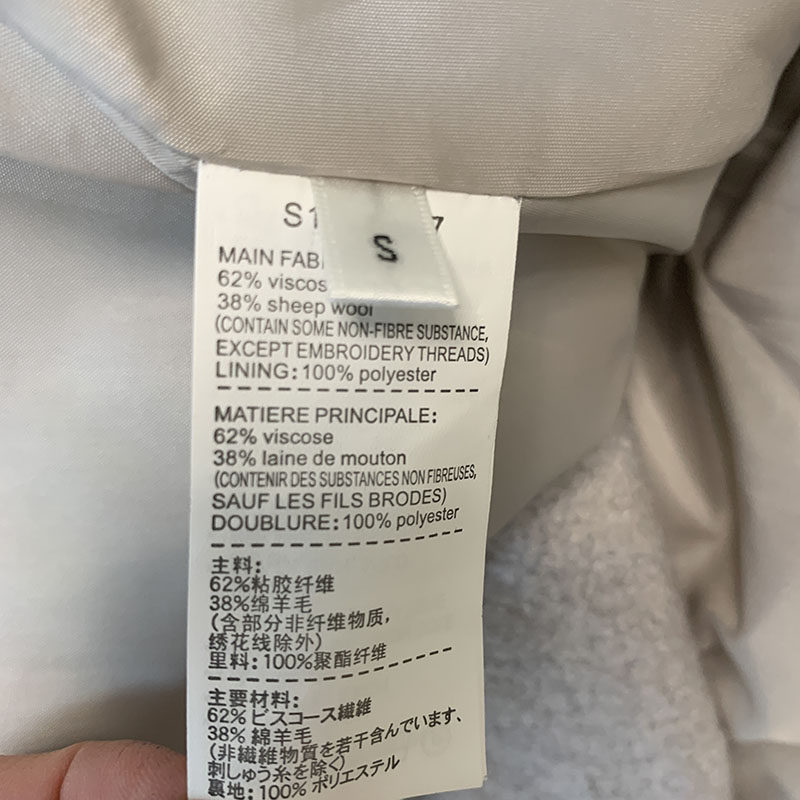 S1 7
S
MAIN FAB
62% viscos
38% sheep wool
(CONTAIN SOME NON-FIBRE SUBSTANCE,
EXCEPT EMBROIDERY THREADS)
LINING: 100% polyester
MATIERE PRINCIPALE:
62% viscose
38% laine de mouton
(CONTENIR DES SUBSTANCES NON FIBREUSES,
SAUF LES FILS BRODES)
DOUBLURE: 100% polyester
主料:
62%粘胶纤维
38%绵羊毛
(含部分非纤维物质,
绣花线除外)
里料: 100%聚酯纤维
主要材料:
62% ビスコース繊維
38% 綿羊毛
(非繊維物質を若干含んでいます、
刺しゅう糸を除く)
裏地: 100% ポリエステル